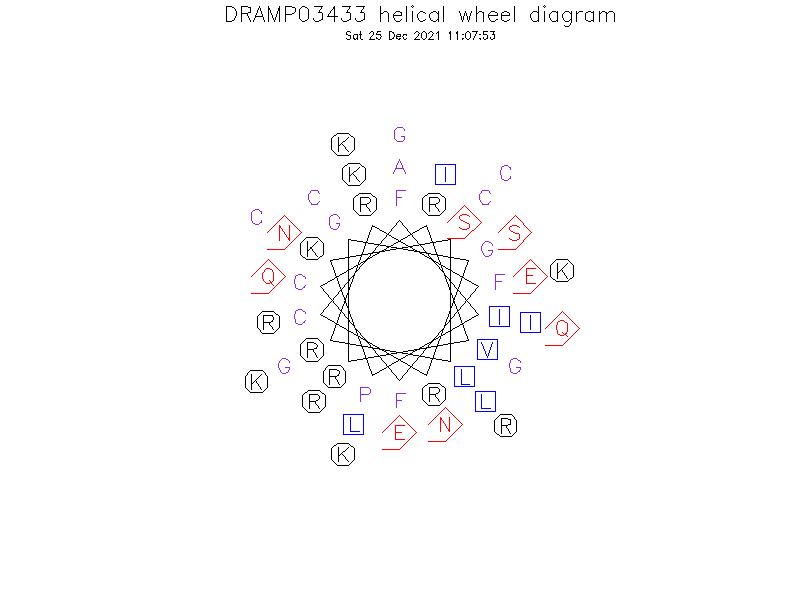 DRAMP03433 helical wheel diagram
Sat 25 Dec 2021 11:07:53
G
K
A
K I C
F
R R
C C
C G S S
N
K G
Q C F E K
R C I I Q
R V
G G
K R L
R P F R L
L N R
E
K